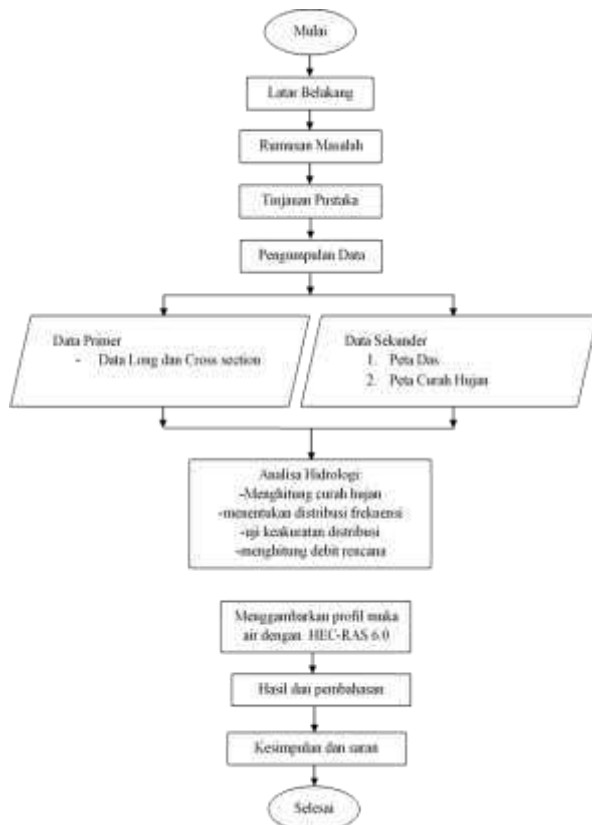 Mulai
Latar Belakang
Rumusan Masalah
Tinjauan Pustaka
Pengumpulan Data
Data Primer
- Data Long dan Cross section
Data Sekunder
1. Peta Das
2. Peta Curah Hujan
Analisa Hidrologi:
-Menghitung curah hujan
-menentukan distribusi frekuensi
-uji keakuratan distribusi
-menghitung debit rencana
Menggambarkan profil muka
air dengan HEC-RAS 6.0
Hasil dan pembahasan
Kesimpulan dan saran
Selesai